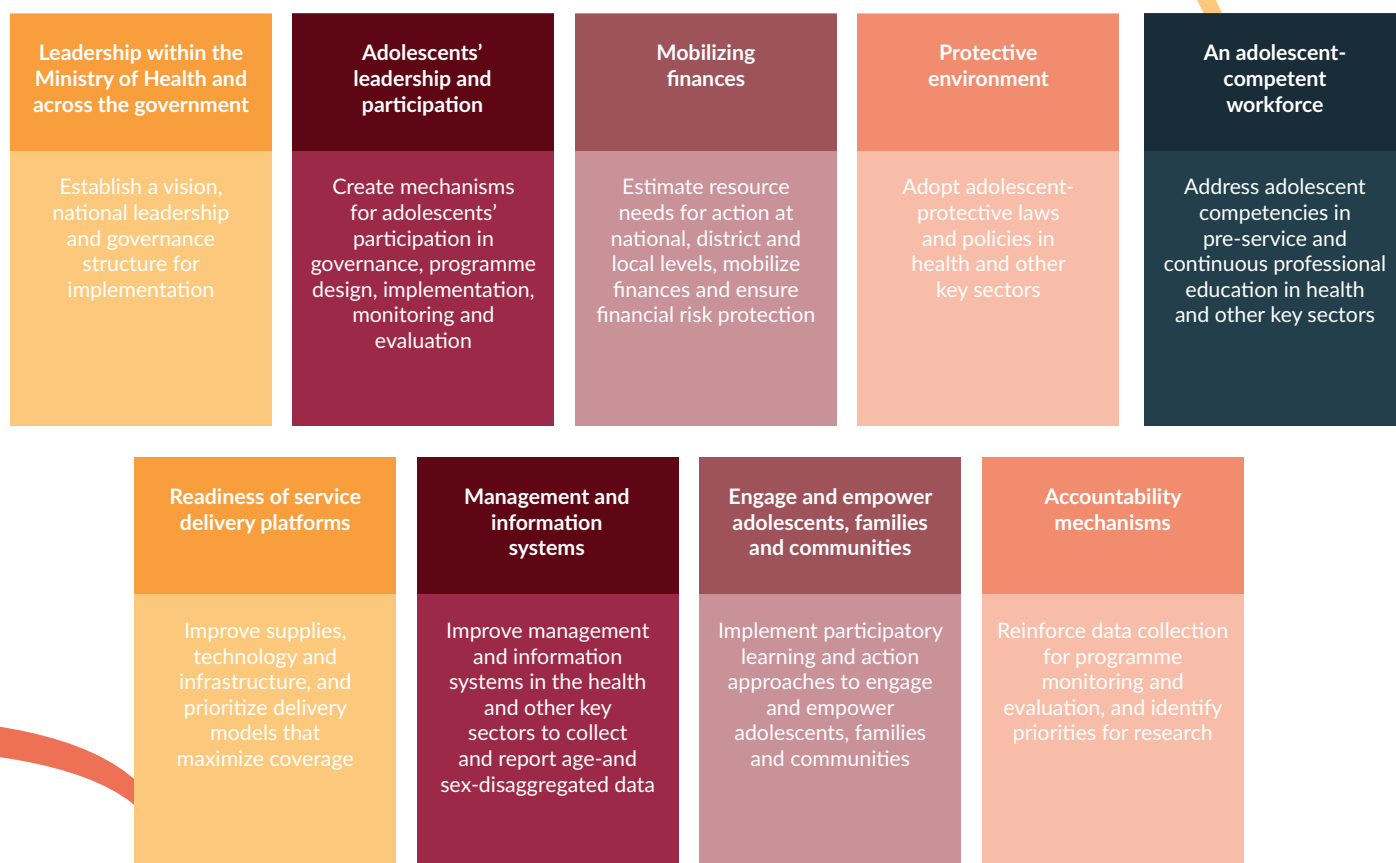 Leadership within the
Ministry of Health and
across the government
Establish a vision,
national leadership
and governance
structure for
implementation
Adolescents’
leadership and
participation
Create mechanisms
for adolescents’
participation in
governance, programme
design, implementation,
monitoring and
evaluation
Mobilizing
finances
Estimate resource
needs for action at
national, district and
local levels, mobilize
finances and ensure
financial risk protection
Protective
environment
Adopt adolescent-
protective laws
and policies in
health and other
key sectors
An adolescent-
competent
workforce
Address adolescent
competencies in
pre-service and
continuous professional
education in health
and other key sectors
Readiness of service
delivery platforms
Improve supplies,
technology and
infrastructure, and
prioritize delivery
models that
maximize coverage
Management and
information
systems
Improve management
and information
systems in the health
and other key
sectors to collect
and report age-and
sex-disaggregated data
Engage and empower
adolescents, families
and communities
Implement participatory
learning and action
approaches to engage
and empower
adolescents, families
and communities
Accountability
mechanisms
Reinforce data collection
for programme
monitoring and
evaluation, and identify
priorities for research